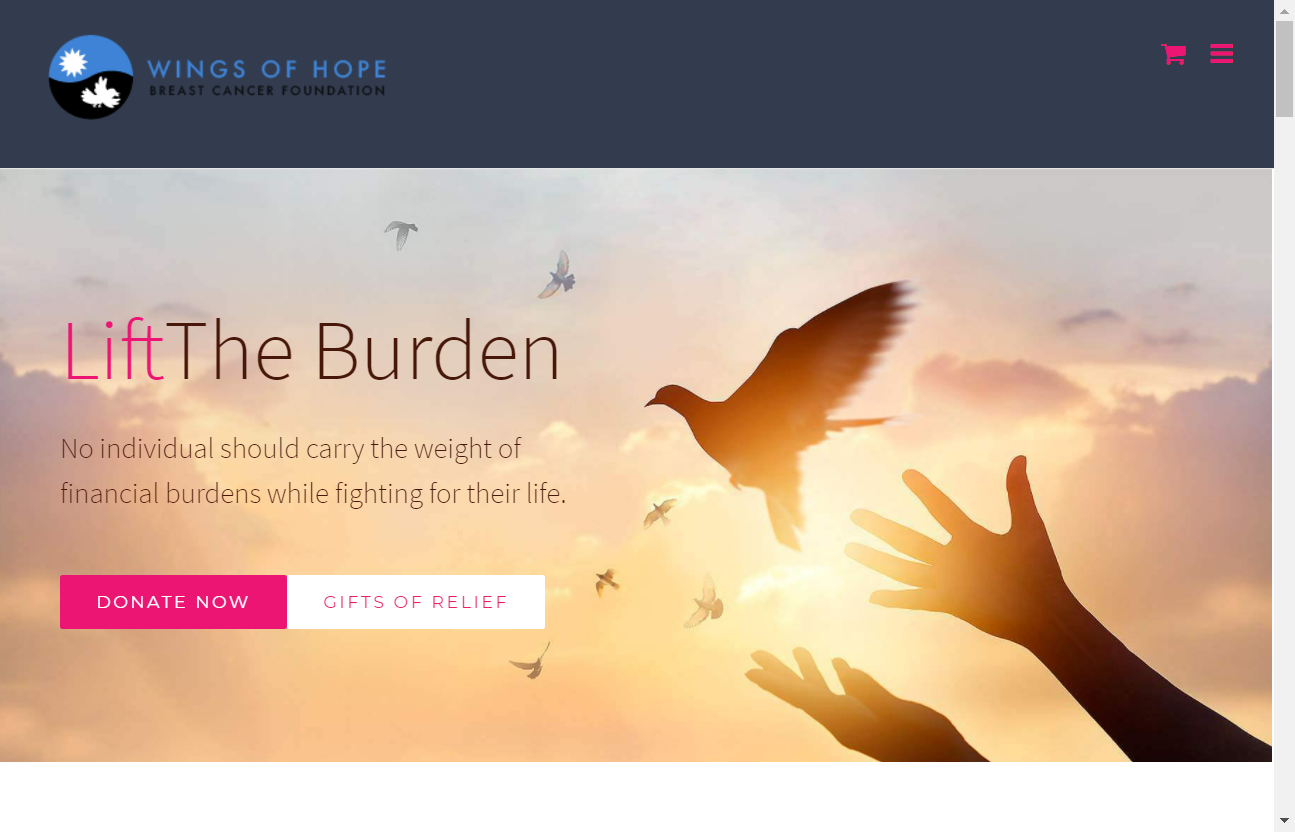 WINGS OF HOPE
BREAST CANCER FOUNDATION
LiftThe Burden
No individual should carry the weight of
financial burdens while fighting for their life.
DONATE NOW
GIFTS OF RELIEF